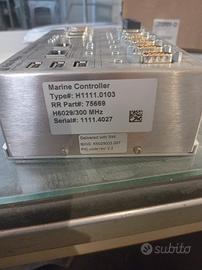 Marine Controller
Type#: H1111.0103
RR Part#: 75669
H6029/300 MHz
Serial#: 1111.4027
Delivered with SW:
subito